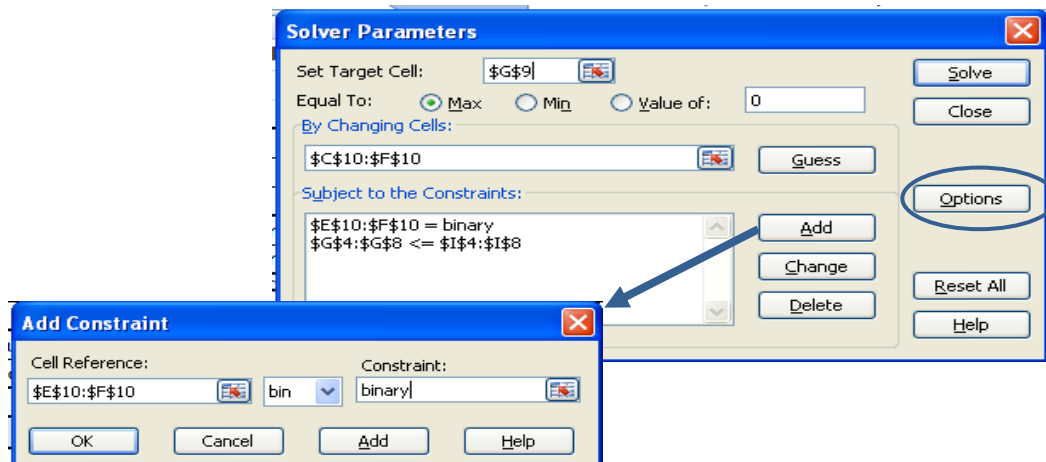 Solver Parameters
Set Target Cell: $G$9
Solve
Equal To: Max Min Value of: 0
Close
By Changing Cells:
$C$10:$F$10
Guess
Subject to the Constraints:
Options
$E$10:$F$10 = binary
Add
$G$4:$G$8 <= $I$4:$I$8
Change
Reset All
Delete
Help
Add Constraint
Cell Reference: Constraint:
$E$10:$F$10 bin binary
OK Cancel Add Help